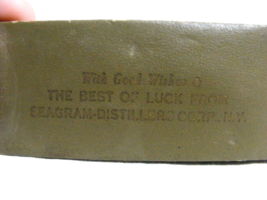 With Good Wishes &
THE BEST OF LUCK FROM
SEAGRAM-DISTILLERS CORP. N.Y.